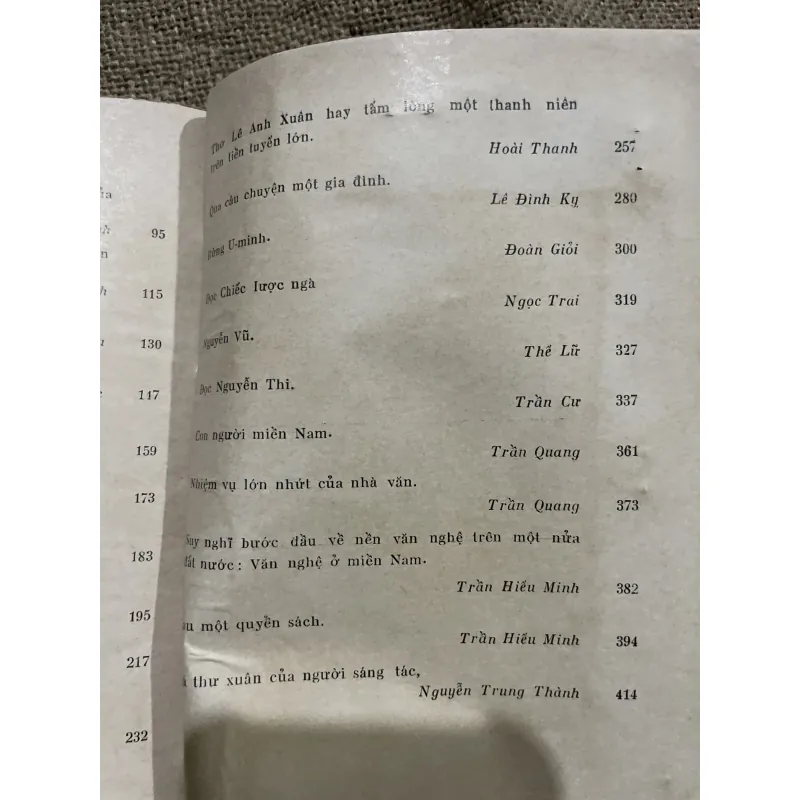 95
n
115
130
147
159
173
183
195
217
232
Thơ Lê Anh Xuân hay tấm lòng một thanh niên
trên tiền tuyến lớn.
Hoài Thanh 257
Qua câu chuyện một gia đình.
Lê Đình Kỵ 280
Rừng U-minh.
Đoàn Giỏi 300
Đọc Chiếc lược ngà
Ngọc Trai 319
Nguyễn Vũ.
Thế Lữ 327
Đọc Nguyễn Thi.
Trần Cư 337
Con người miền Nam.
Trần Quang 361
Nhiệm vụ lớn nhứt của nhà văn.
Trần Quang 373
Suy nghĩ bước đầu về nền văn nghệ trên một nửa
đất nước: Văn nghệ ở miền Nam.
Trần Hiếu Minh 382
một quyển sách.
Trần Hiếu Minh 394
thư xuân của người sáng tác,
Nguyễn Trung Thành 414